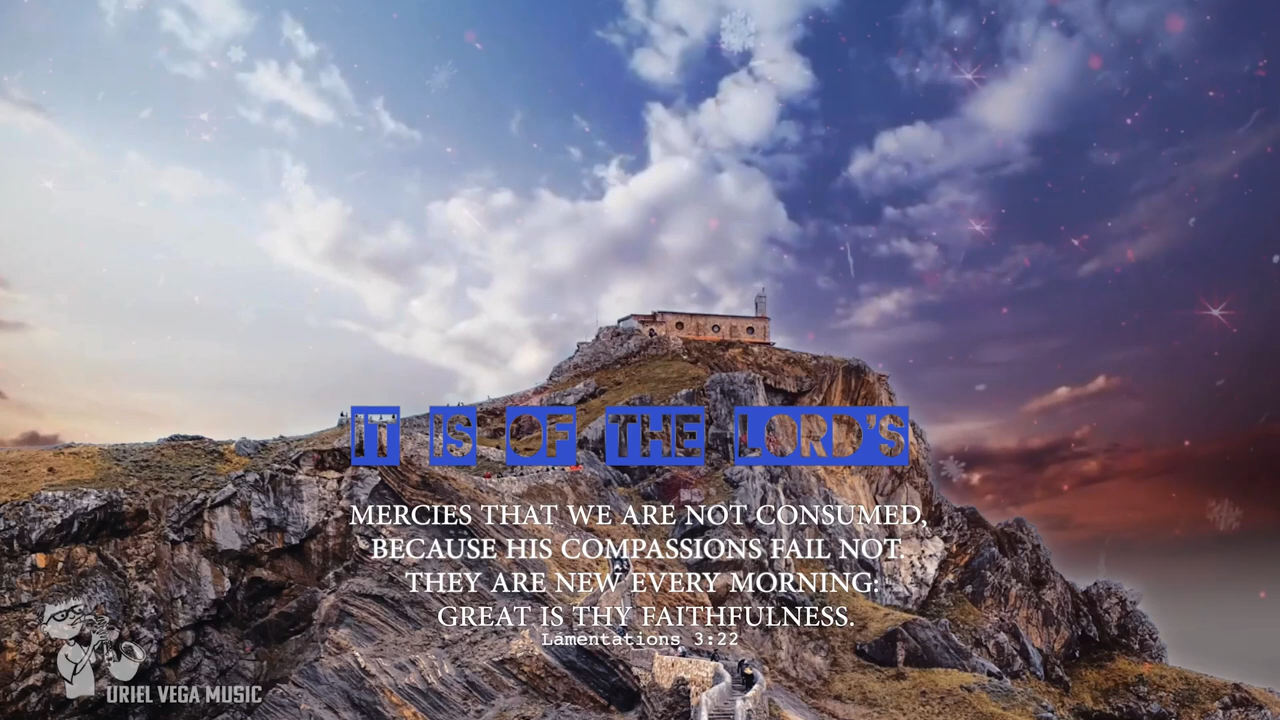 IT IS OF THE LORD'S
MERCIES THAT WE ARE NOT CONSUMED,
BECAUSE HIS COMPASSIONS FAIL NOT.
THEY ARE NEW EVERY MORNING:
GREAT IS THY FAITHFULNESS.
Lamentations 3:22
URIEL VEGA MUSIC